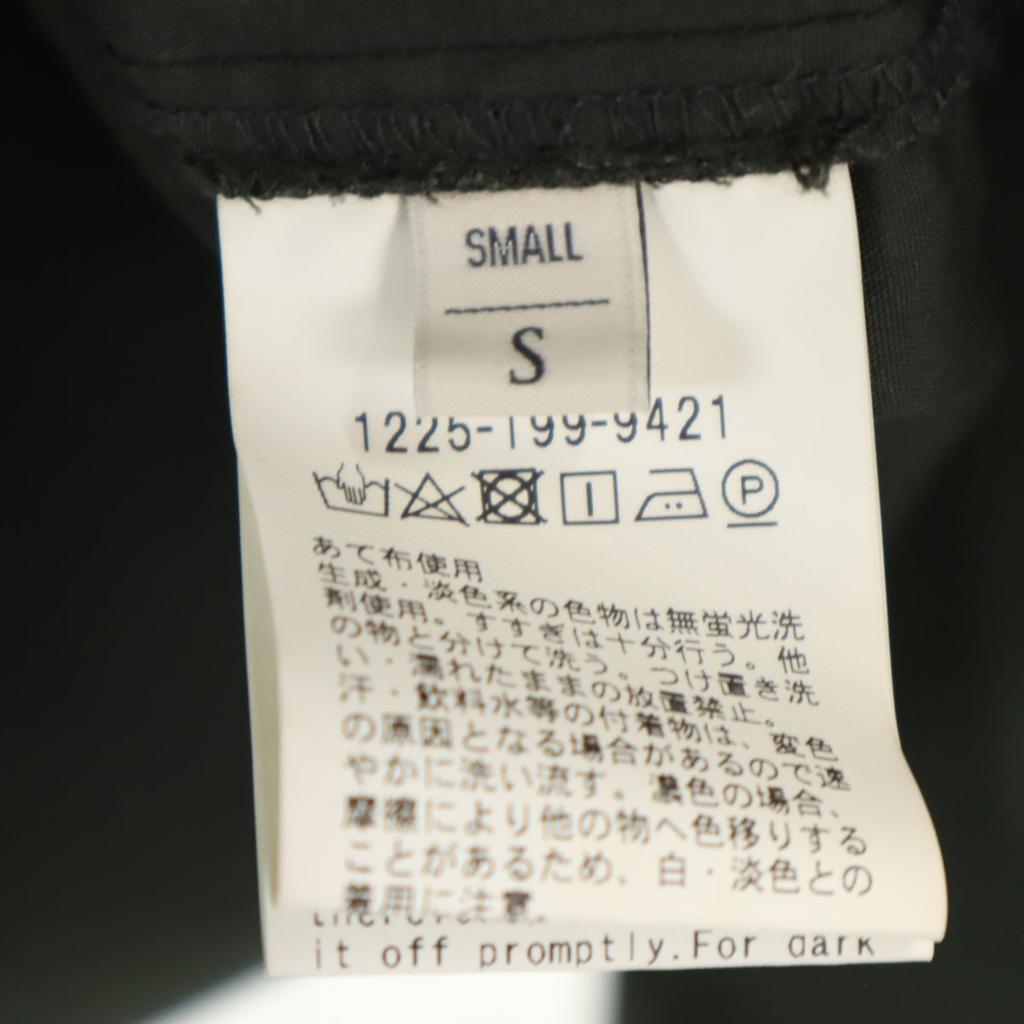 SMALL
S
1225-199-9421
P
あて布使用
生成・淡色系の色物は無蛍光洗
剤使用。すすぎは十分行う。他
の物と分けて洗う。つけ置き洗
い・濡れたままの放置禁止。
汗・飲料水等の付着物は、変色
の原因となる場合があるので速
やかに洗い流す。濃色の場合、
摩擦により他の物へ色移りする
ことがあるため、白・淡色との
着用に注意。
it off promptly.For dark